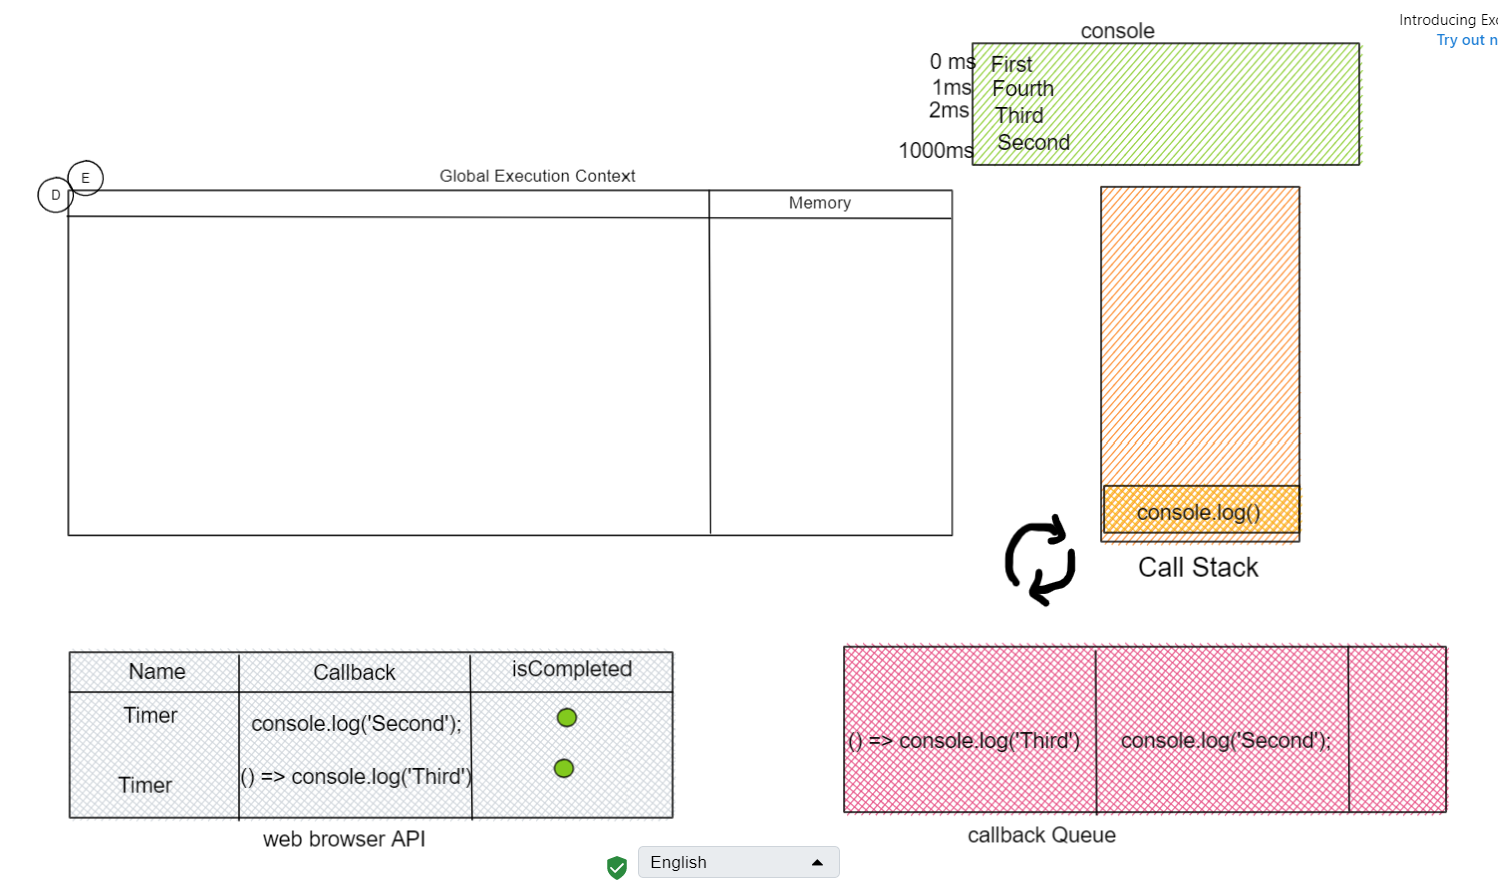 Introducing Exc
Try out n
console
0 ms First
1ms Fourth
2ms Third
1000ms Second
E
D
Global Execution Context
Memory
console.log()
Call Stack
Name Callback isCompleted
Timer console.log('Second');
Timer () => console.log('Third')
web browser API
() => console.log('Third') console.log('Second');
callback Queue
English